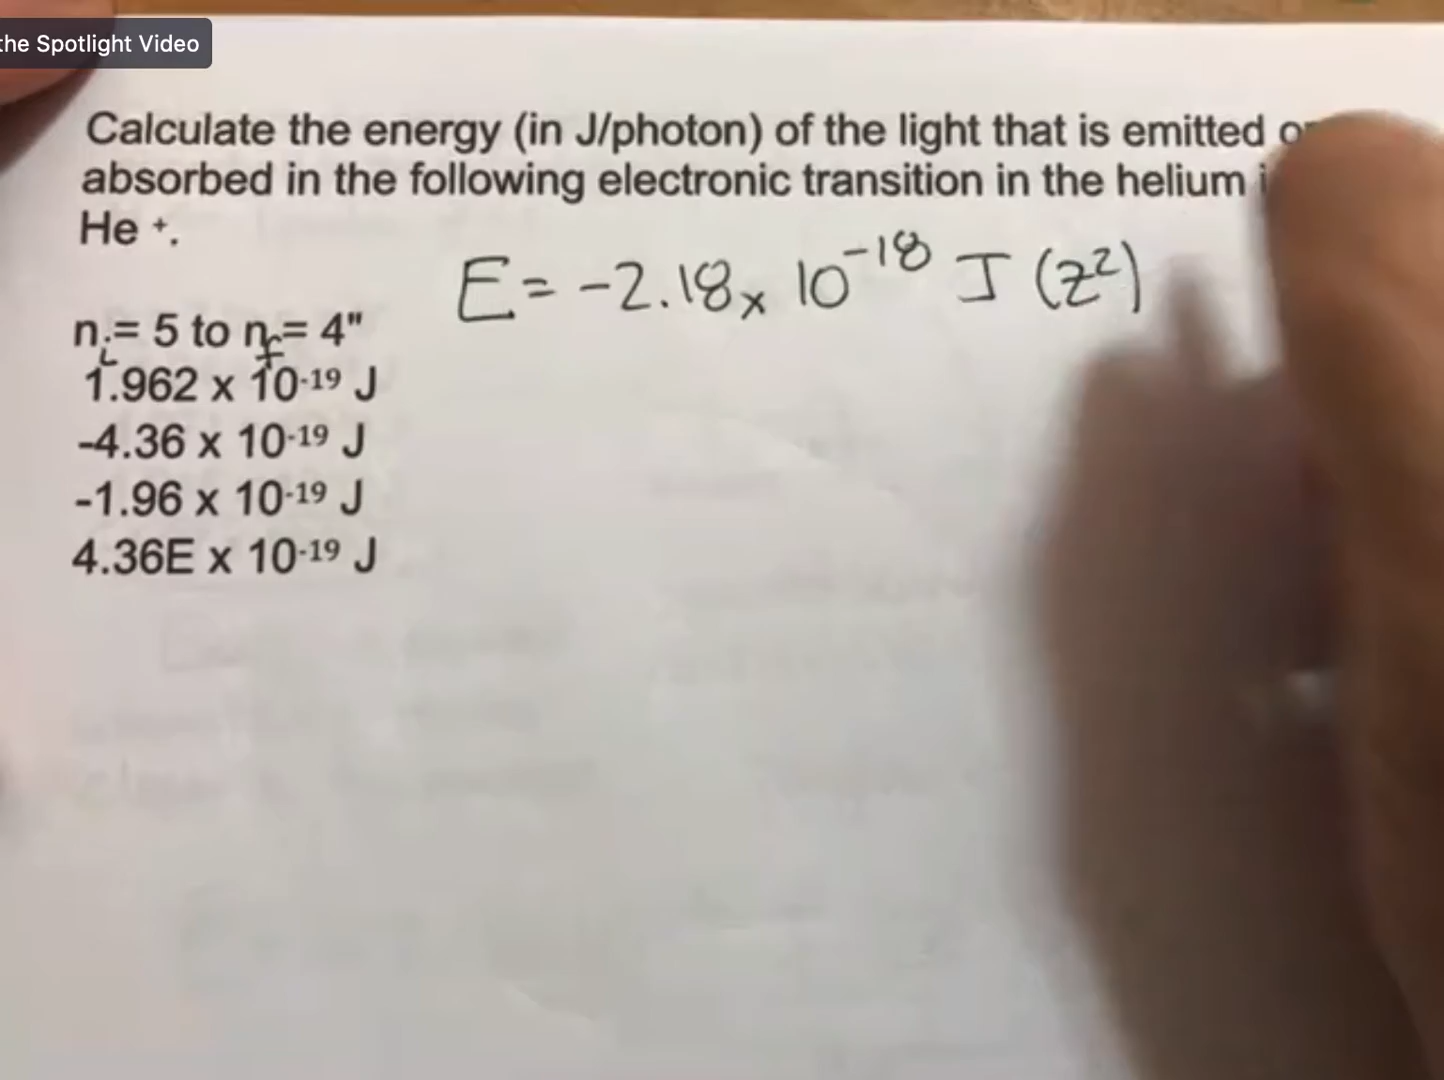 the Spotlight Video
Calculate the energy (in J/photon) of the light that is emitted
absorbed in the following electronic transition in the helium
He +.
E = -2.18 x 10^-18 J (z²)
ni = 5 to nf = 4"
1.962 x 10-19 J
-4.36 x 10-19 J
-1.96 x 10-19 J
4.36E x 10-19 J